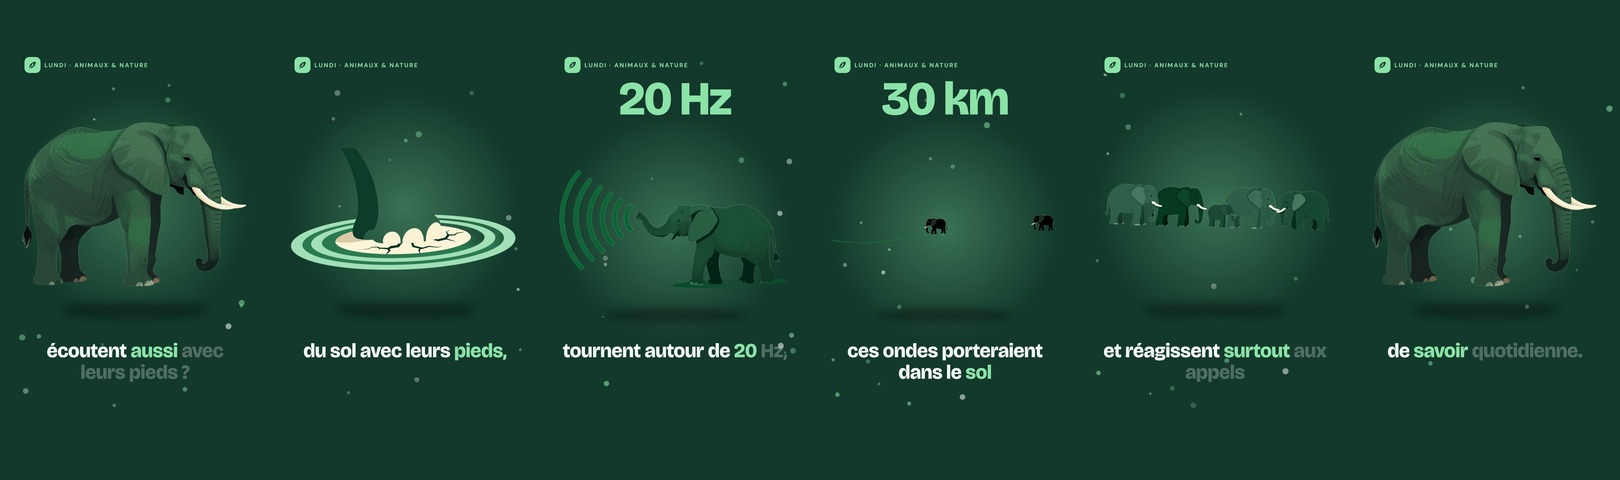 LUNDI · ANIMAUX & NATURE
écoutent aussi avec
leurs pieds ?
LUNDI · ANIMAUX & NATURE
du sol avec leurs pieds,
LUNDI · ANIMAUX & NATURE
20 Hz
tournent autour de 20 Hz,
LUNDI · ANIMAUX & NATURE
30 km
ces ondes porteraient
dans le sol
LUNDI · ANIMAUX & NATURE
et réagissent surtout aux
appels
LUNDI · ANIMAUX & NATURE
de savoir quotidienne.